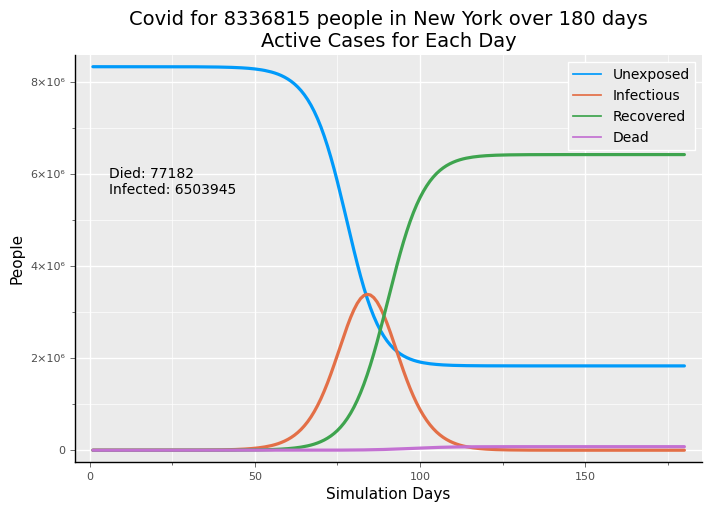 Covid for 8336815 people in New York over 180 days
Active Cases for Each Day
8×10⁶
6×10⁶
4×10⁶
2×10⁶
0
People
Died: 77182
Infected: 6503945
Unexposed
Infectious
Recovered
Dead
0 50 100 150
Simulation Days